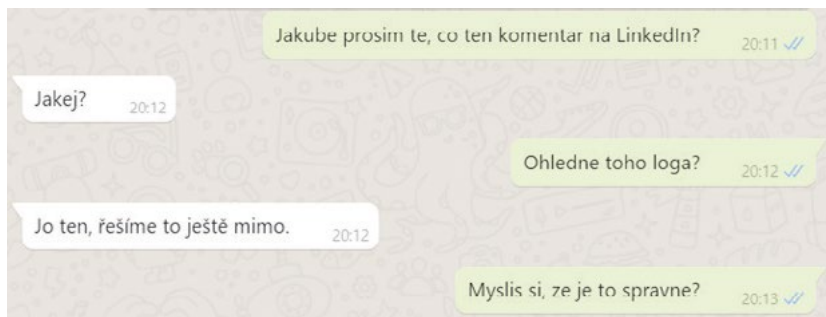 Jakube prosim te, co ten komentar na LinkedIn? 20:11
Jakej? 20:12
Ohledne toho loga? 20:12
Jo ten, řešíme to ještě mimo. 20:12
Myslis si, ze je to spravne? 20:13